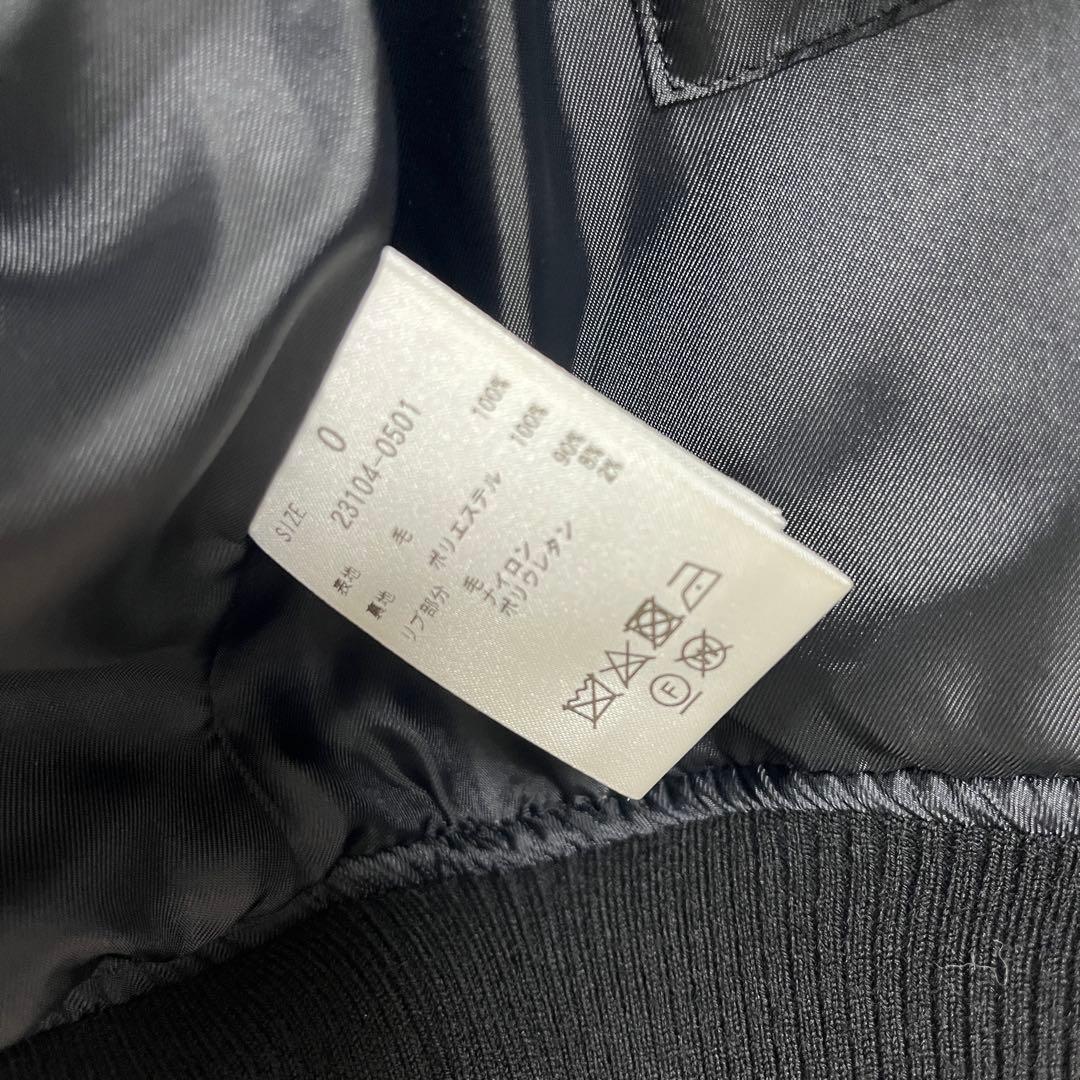 SIZE 0
23104-0501
表地 毛 100%
裏地 ポリエステル 100%
リブ部分 毛 90%
ナイロン 8%
ポリウレタン 2%
F W